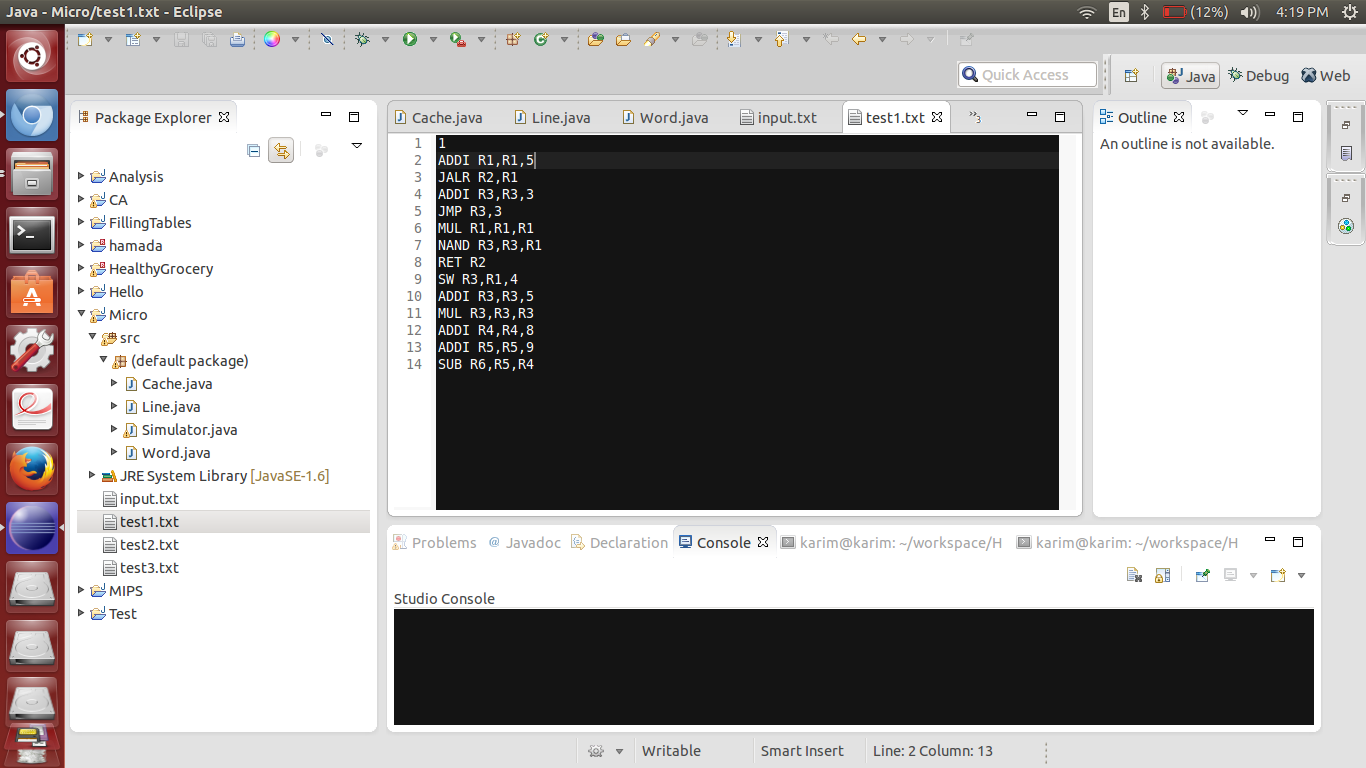 Java - Micro/test1.txt - Eclipse
En
(12%)
4:19 PM
Quick Access
Java
Debug
Web
Package Explorer
Analysis
CA
FillingTables
hamada
HealthyGrocery
Hello
Micro
src
(default package)
Cache.java
Line.java
Simulator.java
Word.java
JRE System Library [JavaSE-1.6]
input.txt
test1.txt
test2.txt
test3.txt
MIPS
Test
Cache.java
Line.java
Word.java
input.txt
test1.txt
»3
1 1
2 ADDI R1,R1,5
3 JALR R2,R1
4 ADDI R3,R3,3
5 JMP R3,3
6 MUL R1,R1,R1
7 NAND R3,R3,R1
8 RET R2
9 SW R3,R1,4
10 ADDI R3,R3,5
11 MUL R3,R3,R3
12 ADDI R4,R4,8
13 ADDI R5,R5,9
14 SUB R6,R5,R4
Outline
An outline is not available.
Problems
@ Javadoc
Declaration
Console
karim@karim: ~/workspace/H
karim@karim: ~/workspace/H
Studio Console
Writable
Smart Insert
Line: 2 Column: 13